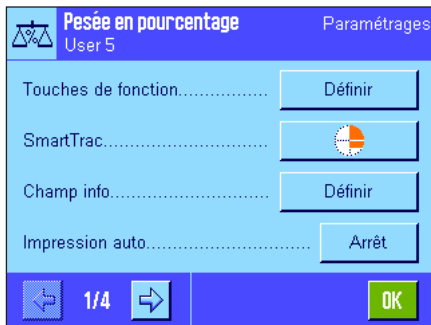 Pesée en pourcentage Paramétrages
User 5
Touches de fonction................. Définir
SmartTrac..............................
Champ info............................. Définir
Impression auto............................... Arrêt
1/4 OK